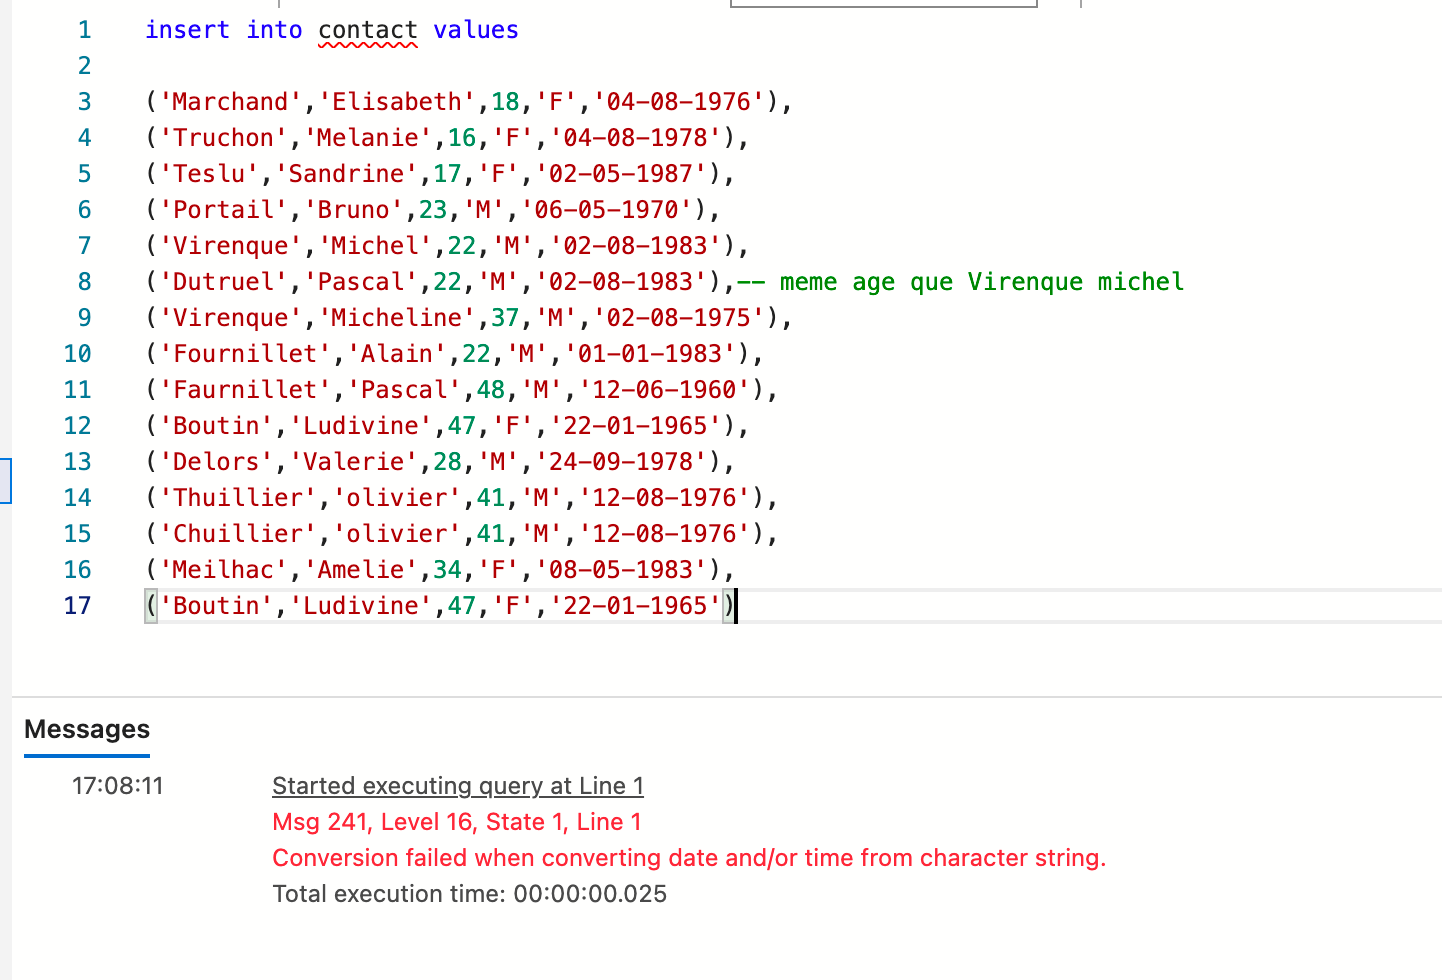 1 insert into contact values
2
3 ('Marchand','Elisabeth',18,'F','04-08-1976'),
4 ('Truchon','Melanie',16,'F','04-08-1978'),
5 ('Teslu','Sandrine',17,'F','02-05-1987'),
6 ('Portail','Bruno',23,'M','06-05-1970'),
7 ('Virenque','Michel',22,'M','02-08-1983'),
8 ('Dutruel','Pascal',22,'M','02-08-1983'),-- meme age que Virenque michel
9 ('Virenque','Micheline',37,'M','02-08-1975'),
10 ('Fournillet','Alain',22,'M','01-01-1983'),
11 ('Faurnillet','Pascal',48,'M','12-06-1960'),
12 ('Boutin','Ludivine',47,'F','22-01-1965'),
13 ('Delors','Valerie',28,'M','24-09-1978'),
14 ('Thuillier','olivier',41,'M','12-08-1976'),
15 ('Chuillier','olivier',41,'M','12-08-1976'),
16 ('Meilhac','Amelie',34,'F','08-05-1983'),
17 ('Boutin','Ludivine',47,'F','22-01-1965')
Messages
17:08:11 Started executing query at Line 1
Msg 241, Level 16, State 1, Line 1
Conversion failed when converting date and/or time from character string.
Total execution time: 00:00:00.025